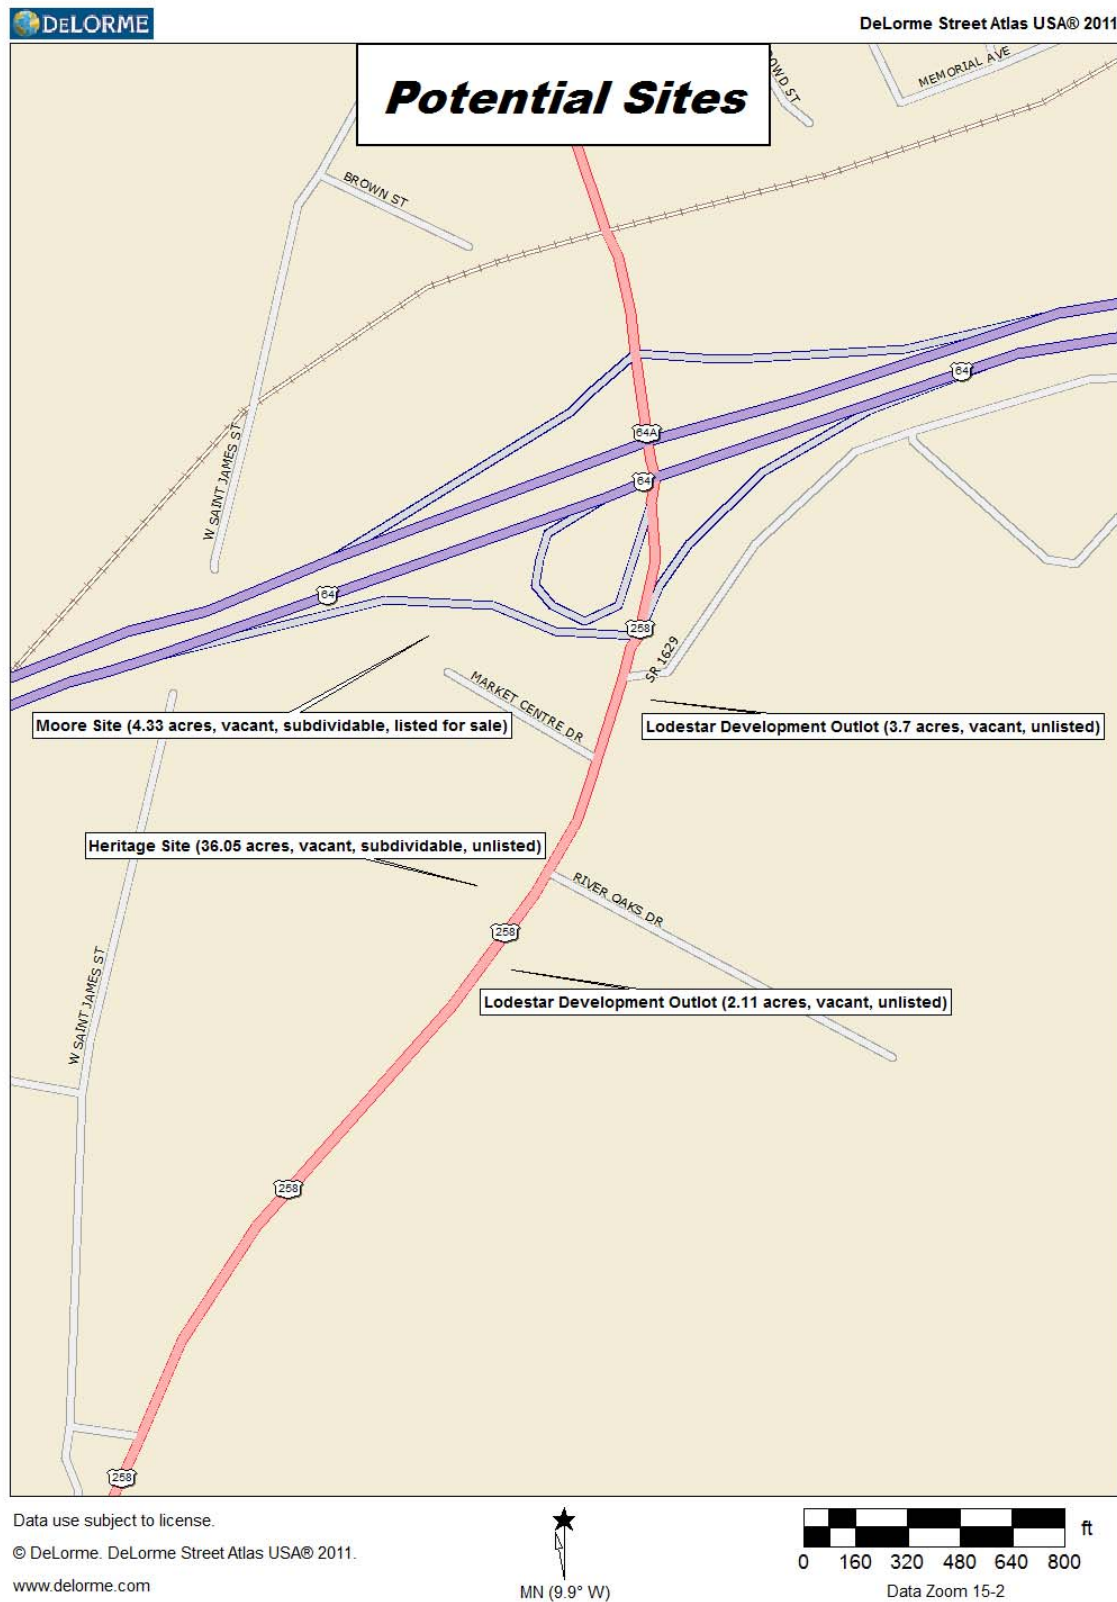 DELORME
DeLorme Street Atlas USA® 2011
Potential Sites
MEMORIAL AVE
BROWN ST
64
64A
64
W SAINT JAMES ST
64
258
SR 1629
MARKET CENTRE DR
Moore Site (4.33 acres, vacant, subdividable, listed for sale)
Lodestar Development Outlot (3.7 acres, vacant, unlisted)
Heritage Site (36.05 acres, vacant, subdividable, unlisted)
RIVER OAKS DR
258
Lodestar Development Outlot (2.11 acres, vacant, unlisted)
W SAINT JAMES ST
258
258
Data use subject to license.
© DeLorme. DeLorme Street Atlas USA® 2011.
www.delorme.com
MN (9.9° W)
ft
0 160 320 480 640 800
Data Zoom 15-2